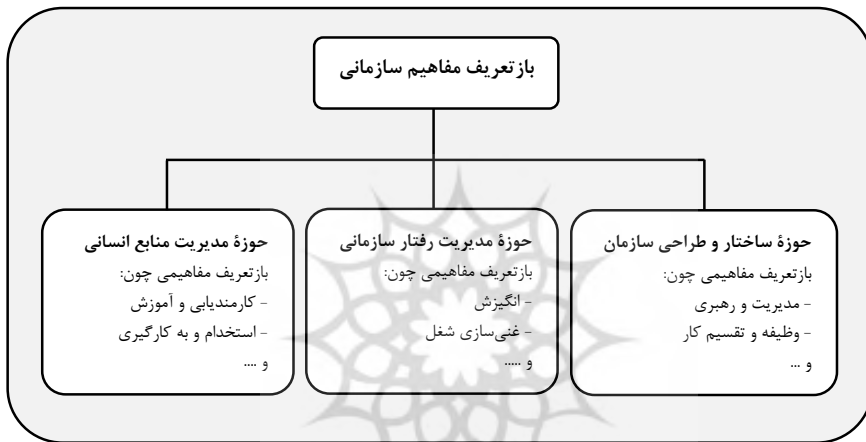 بازتعریف مفاهیم سازمانی
حوزهٔ ساختار و طراحی سازمان
بازتعریف مفاهیمی چون:
- مدیریت و رهبری
- وظیفه و تقسیم کار
و ...
حوزهٔ مدیریت رفتار سازمانی
بازتعریف مفاهیمی چون:
- انگیزش
- غنی‌سازی شغل
و .....
حوزهٔ مدیریت منابع انسانی
بازتعریف مفاهیمی چون:
- کارمندیابی و آموزش
- استخدام و به کارگیری
و ....